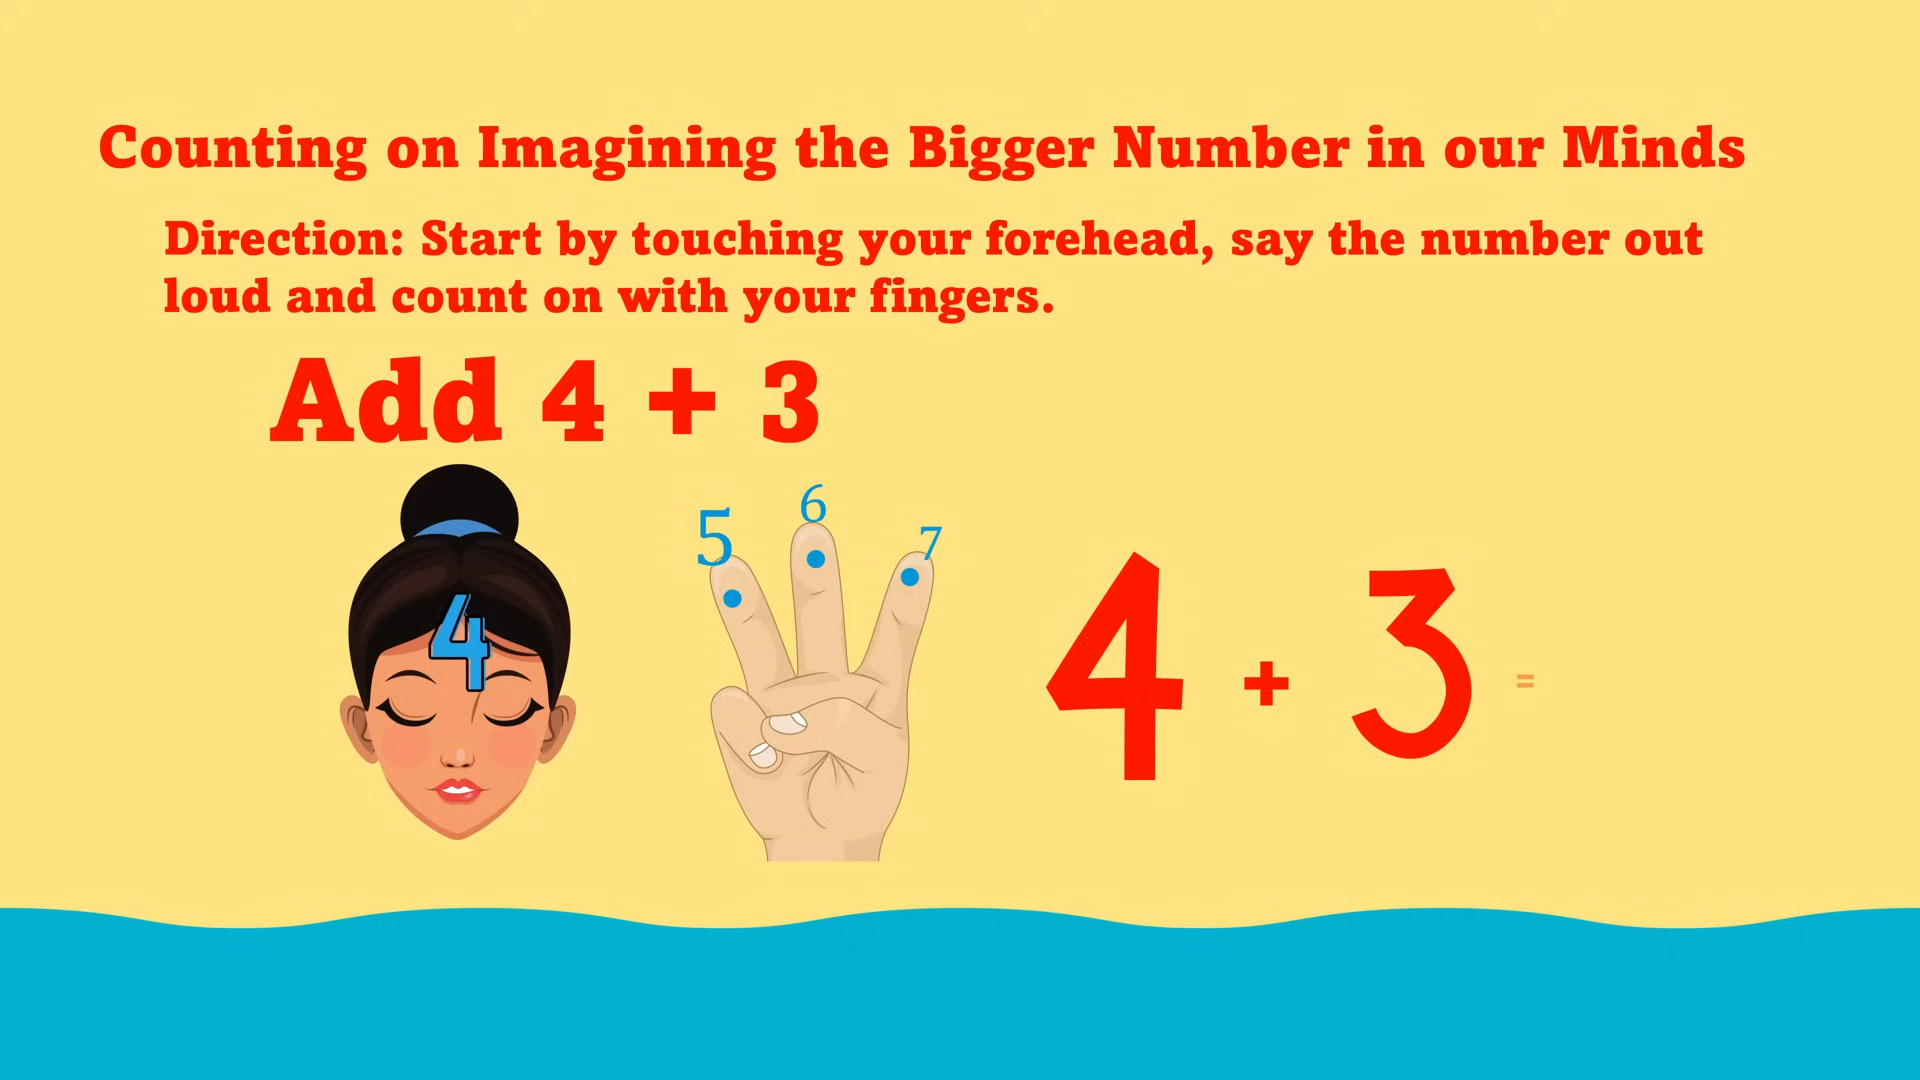 Counting on Imagining the Bigger Number in our Minds
Direction: Start by touching your forehead, say the number out
loud and count on with your fingers.
Add 4 + 3
4
5 6 7
4 + 3 =